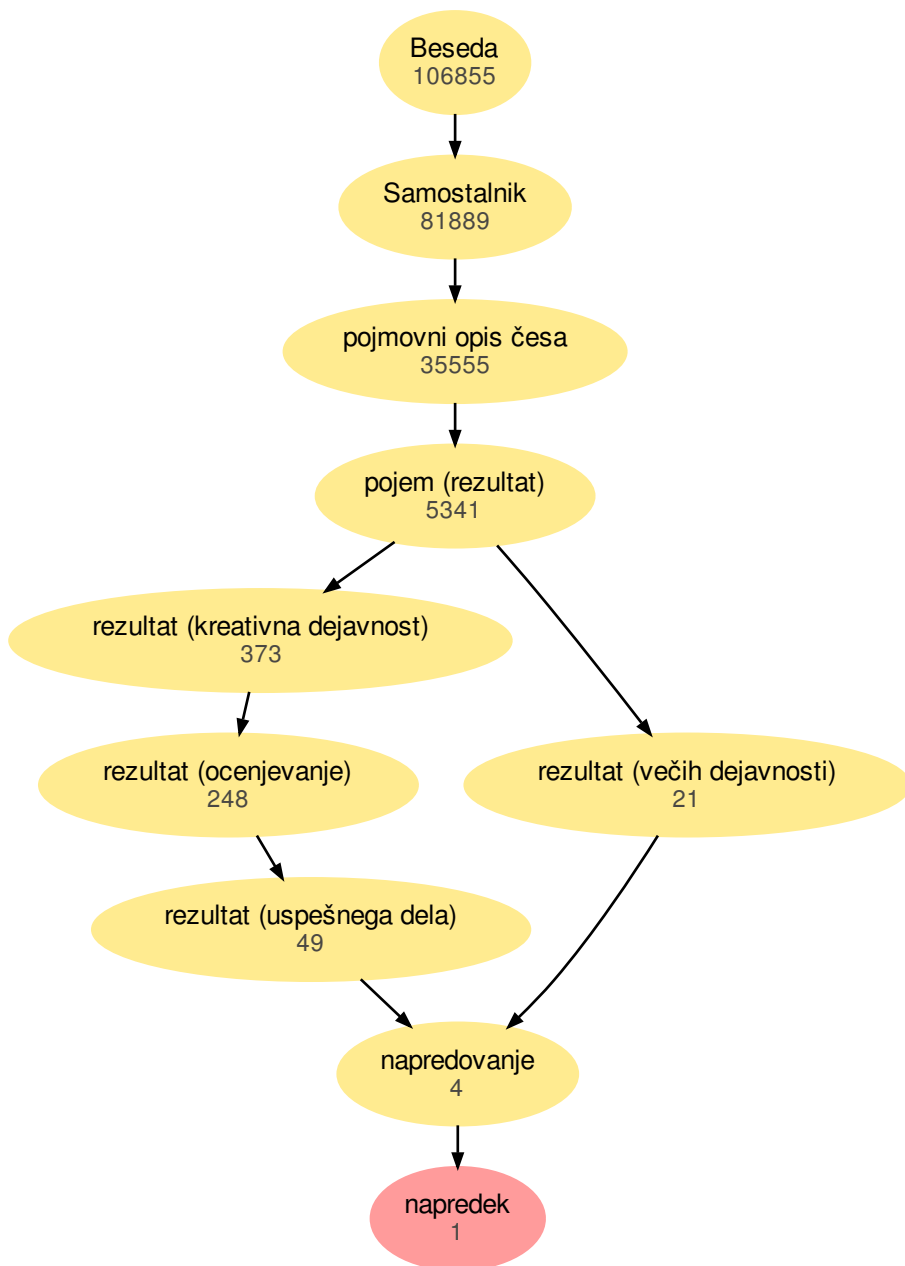 Beseda
106855
Samostalnik
81889
pojmovni opis česa
35555
pojem (rezultat)
5341
rezultat (kreativna dejavnost)
373
rezultat (ocenjevanje)
248
rezultat (večih dejavnosti)
21
rezultat (uspešnega dela)
49
napredovanje
4
napredek
1